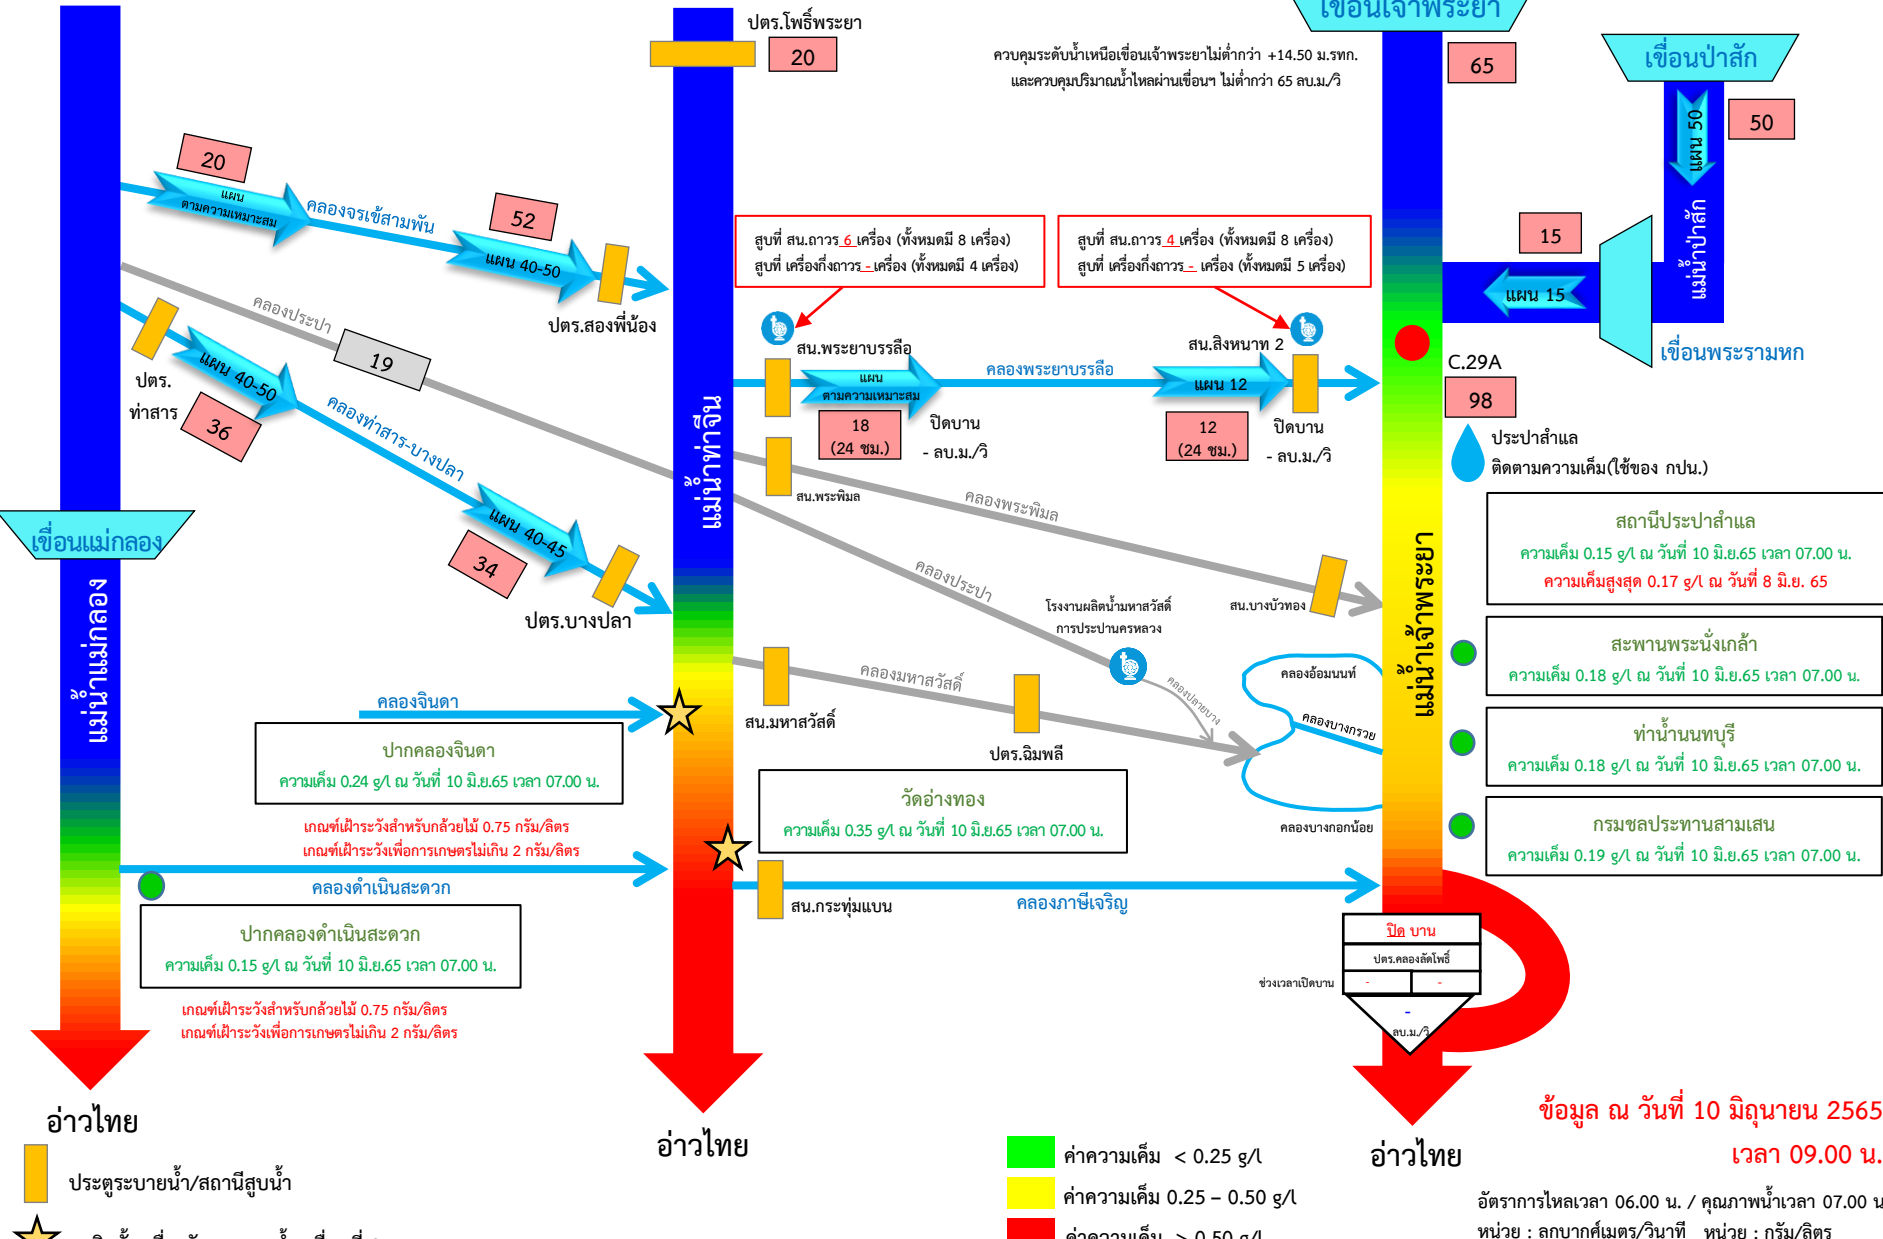 เขื่อนเจ้าพระยา
ปตร.โพธิ์พระยา
20
ควบคุมระดับน้ำเหนือเขื่อนเจ้าพระยาไม่ต่ำกว่า +14.50 ม.รทก.
และควบคุมปริมาณน้ำไหลผ่านเขื่อนฯ ไม่ต่ำกว่า 65 ลบ.ม./วิ
65
เขื่อนป่าสัก
50
แผน 50
แม่น้ำป่าสัก
20
แผน
ตามความเหมาะสม
คลองจรเข้สามพัน
52
แผน 40-50
ปตร.สองพี่น้อง
สูบที่ สน.ถาวร 6 เครื่อง (ทั้งหมดมี 8 เครื่อง)
สูบที่ เครื่องกึ่งถาวร - เครื่อง (ทั้งหมดมี 4 เครื่อง)
สูบที่ สน.ถาวร 4 เครื่อง (ทั้งหมดมี 8 เครื่อง)
สูบที่ เครื่องกึ่งถาวร - เครื่อง (ทั้งหมดมี 5 เครื่อง)
15
แผน 15
เขื่อนพระรามหก
คลองประปา
19
ปตร.
ท่าสาร
แผน 40-50
36
คลองท่าสาร-บางปลา
แผน 40-45
34
ปตร.บางปลา
แม่น้ำท่าจีน
สน.พระยาบรรลือ
แผน
ตามความเหมาะสม
18
(24 ชม.)
ปิดบาน
- ลบ.ม./วิ
คลองพระยาบรรลือ
สน.สิงหนาท 2
แผน 12
12
(24 ชม.)
ปิดบาน
- ลบ.ม./วิ
C.29A
98
ประปาสำแล
ติดตามความเค็ม(ใช้ของ กปน.)
สน.พระพิมล
คลองพระพิมล
สน.บางบัวทอง
คลองประปา
โรงงานผลิตน้ำมหาสวัสดิ์
การประปานครหลวง
คลองปลายบาง
เขื่อนแม่กลอง
แม่น้ำแม่กลอง
แม่น้ำเจ้าพระยา
สถานีประปาสำแล
ความเค็ม 0.15 g/l ณ วันที่ 10 มิ.ย.65 เวลา 07.00 น.
ความเค็มสูงสุด 0.17 g/l ณ วันที่ 8 มิ.ย. 65
สะพานพระนั่งเกล้า
ความเค็ม 0.18 g/l ณ วันที่ 10 มิ.ย.65 เวลา 07.00 น.
ท่าน้ำนนทบุรี
ความเค็ม 0.18 g/l ณ วันที่ 10 มิ.ย.65 เวลา 07.00 น.
กรมชลประทานสามเสน
ความเค็ม 0.19 g/l ณ วันที่ 10 มิ.ย.65 เวลา 07.00 น.
คลองอ้อมนนท์
คลองบางกรวย
คลองบางกอกน้อย
คลองมหาสวัสดิ์
สน.มหาสวัสดิ์
ปตร.ฉิมพลี
คลองจินดา
ปากคลองจินดา
ความเค็ม 0.24 g/l ณ วันที่ 10 มิ.ย.65 เวลา 07.00 น.
เกณฑ์เฝ้าระวังสำหรับกล้วยไม้ 0.75 กรัม/ลิตร
เกณฑ์เฝ้าระวังเพื่อการเกษตรไม่เกิน 2 กรัม/ลิตร
วัดอ่างทอง
ความเค็ม 0.35 g/l ณ วันที่ 10 มิ.ย.65 เวลา 07.00 น.
คลองดำเนินสะดวก
สน.กระทุ่มแบน
คลองภาษีเจริญ
ปากคลองดำเนินสะดวก
ความเค็ม 0.15 g/l ณ วันที่ 10 มิ.ย.65 เวลา 07.00 น.
เกณฑ์เฝ้าระวังสำหรับกล้วยไม้ 0.75 กรัม/ลิตร
เกณฑ์เฝ้าระวังเพื่อการเกษตรไม่เกิน 2 กรัม/ลิตร
ปิด บาน
ปตร.คลองลัดโพธิ์
ช่วงเวลาเปิดบาน
- -
-
ลบ.ม./วิ
อ่าวไทย
อ่าวไทย
อ่าวไทย
ข้อมูล ณ วันที่ 10 มิถุนายน 2565
เวลา 09.00 น.
ประตูระบายน้ำ/สถานีสูบน้ำ
ค่าความเค็ม < 0.25 g/l
ค่าความเค็ม 0.25 – 0.50 g/l
ค่าความเค็ม > 0.50 g/l
อัตราการไหลเวลา 06.00 น. / คุณภาพน้ำเวลา 07.00 น
หน่วย : ลูกบาศก์เมตร/วินาที หน่วย : กรัม/ลิตร